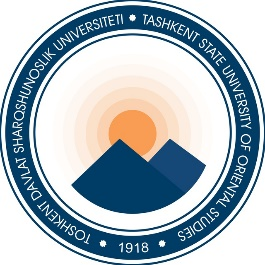 TOSHKENT DAVLAT SHARQSHUNOSLIK UNIVERSITETI
TASHKENT STATE UNIVERSITY OF ORIENTAL STUDIES
1918